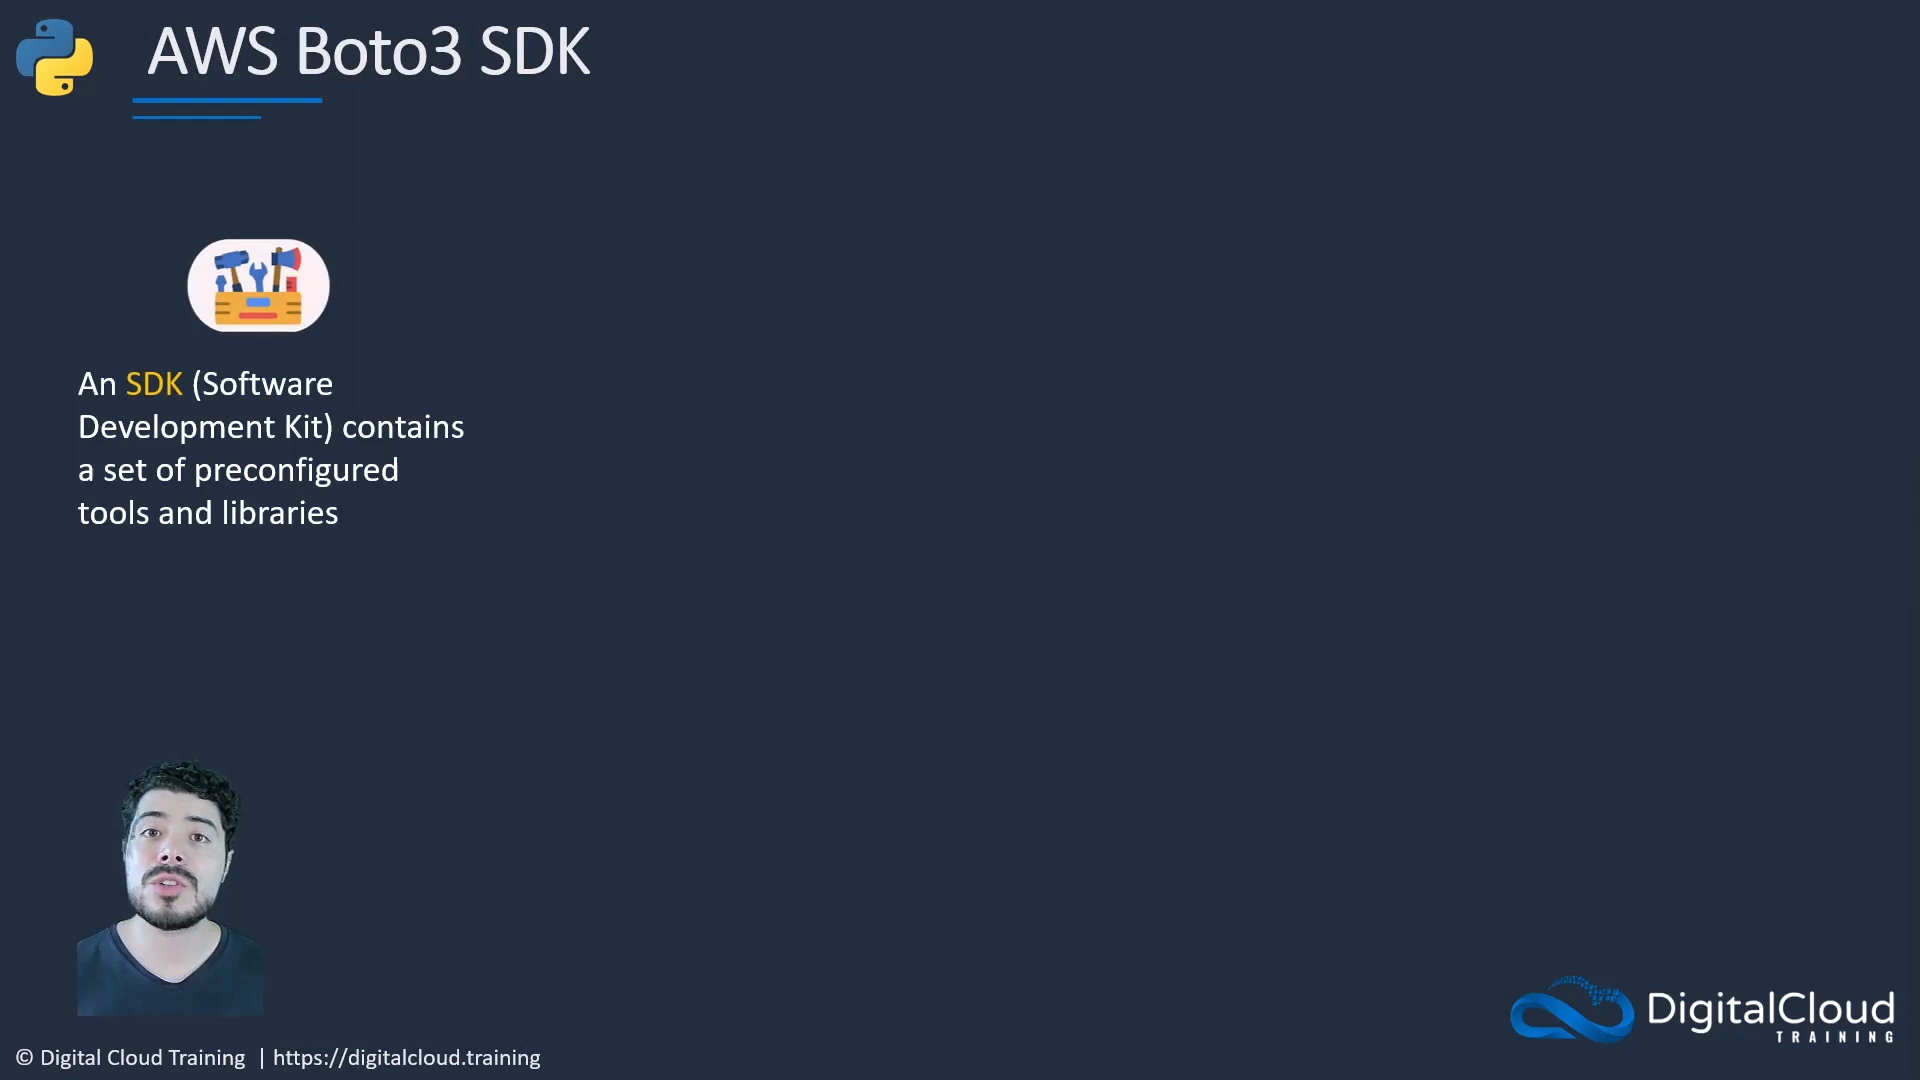 AWS Boto3 SDK
An SDK (Software
Development Kit) contains
a set of preconfigured
tools and libraries
DigitalCloud
TRAINING
© Digital Cloud Training | https://digitalcloud.training